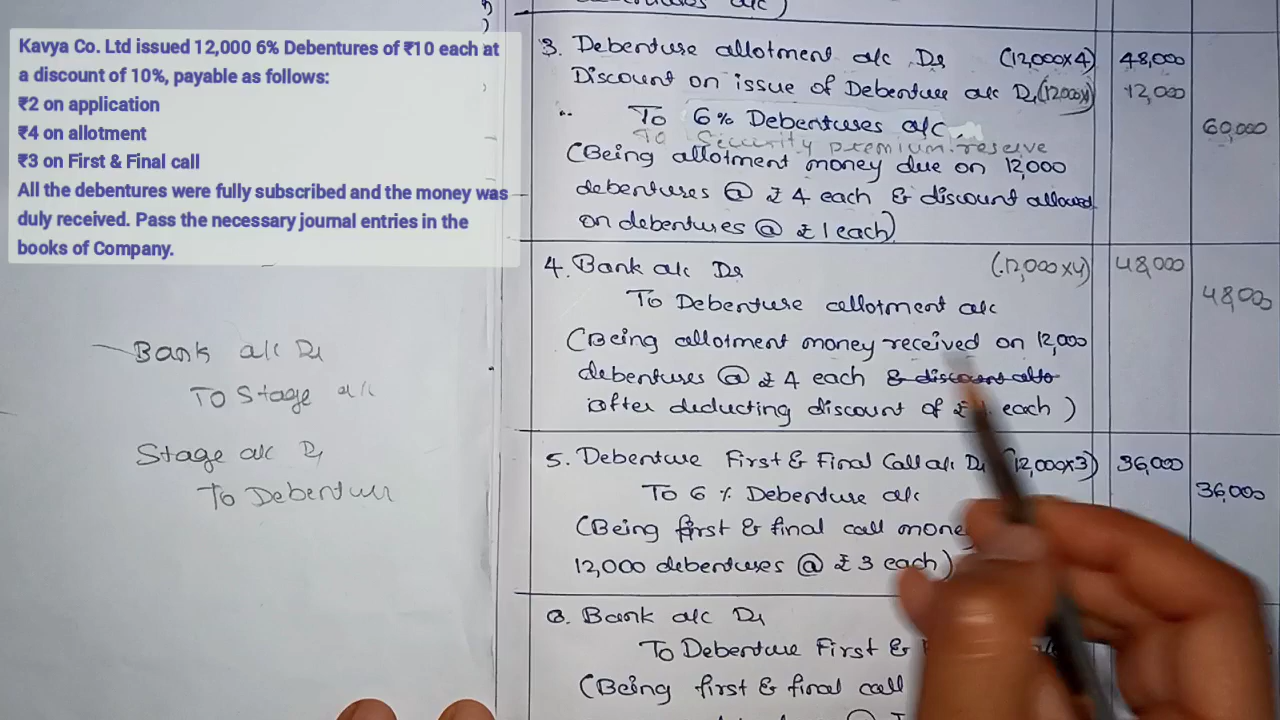 Kavya Co. Ltd issued 12,000 6% Debentures of ₹10 each at
a discount of 10%, payable as follows:
₹2 on application
₹4 on allotment
₹3 on First & Final call
All the debentures were fully subscribed and the money was
duly received. Pass the necessary journal entries in the
books of Company.
Bank a/c Dr
To Stage a/c
Stage a/c Dr
To Debenture
3. Debenture allotment a/c Dr (12,000x4) 48,000
Discount on issue of Debenture a/c Dr (12000x1) 12,000
To 6% Debentures a/c. 60,000
To Security premium reserve
(Being allotment money due on 12,000
debentures @ ₹ 4 each & discount allowed
on debentures @ ₹ 1 each)
4. Bank a/c Dr (12,000x4) 48,000
To Debenture allotment a/c 48,000
(Being allotment money received on 12,000
debentures @ ₹ 4 each & discount allo
after deducting discount of ₹ each)
5. Debenture First & Final Call a/c Dr (12,000x3) 36,000
To 6 % Debenture a/c 36,000
(Being first & final call
12,000 debentures @ ₹ 3 each)
6. Bank a/c Dr
To Debenture First &
(Being first & final call